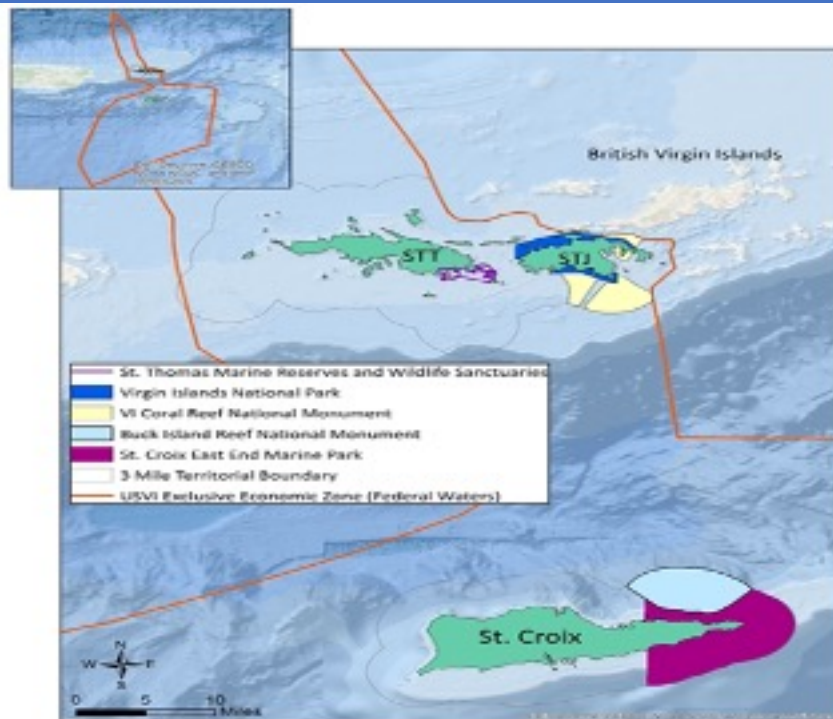 British Virgin Islands
STT
STJ
St. Thomas Marine Reserves and Wildlife Sanctuaries
Virgin Islands National Park
VI Coral Reef National Monument
Buck Island Reef National Monument
St. Croix East End Marine Park
3 Mile Territorial Boundary
USVI Exclusive Economic Zone (Federal Waters)
St. Croix
N
W E
S
0 5 10
Miles